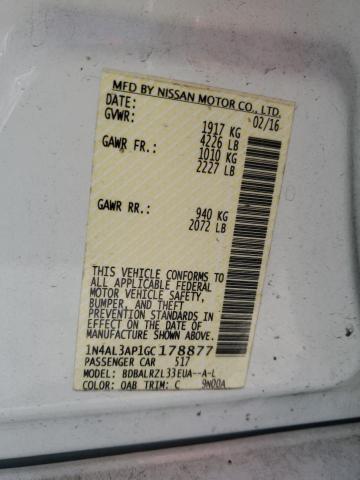 MFD BY NISSAN MOTOR CO., LTD.
DATE: 02/16
GVWR: 1917 KG
4226 LB
GAWR FR.: 1010 KG
2227 LB
GAWR RR.: 940 KG
2072 LB
THIS VEHICLE CONFORMS TO
ALL APPLICABLE FEDERAL
MOTOR VEHICLE SAFETY,
BUMPER, AND THEFT
PREVENTION STANDARDS IN
EFFECT ON THE DATE OF
MANUFACTURE SHOWN ABOVE.
1N4AL3AP1GC178877
PASSENGER CAR 517
MODEL: BDBALRZL33EUA--A-L
COLOR: QAB TRIM: C 9N00A